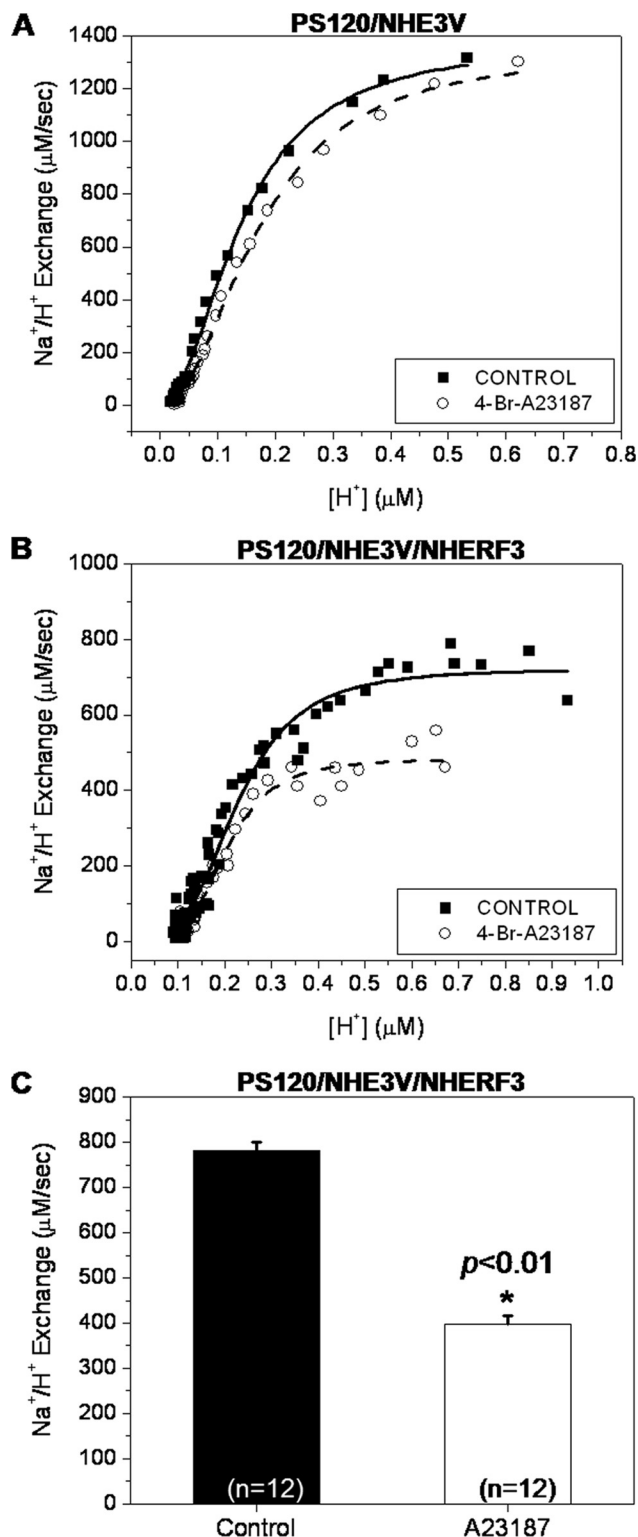 A
PS120/NHE3V
1400
1200
1000
800
600
400
200
0
Na⁺/H⁺ Exchange (μM/sec)
CONTROL
4-Br-A23187
0.0 0.1 0.2 0.3 0.4 0.5 0.6 0.7 0.8
[H⁺] (μM)
B
PS120/NHE3V/NHERF3
1000
800
600
400
200
0
Na⁺/H⁺ Exchange (μM/sec)
CONTROL
4-Br-A23187
0.0 0.1 0.2 0.3 0.4 0.5 0.6 0.7 0.8 0.9 1.0
[H⁺] (μM)
C
PS120/NHE3V/NHERF3
900
800
700
600
500
400
300
200
100
0
Na⁺/H⁺ Exchange (μM/sec)
p<0.01
*
(n=12) (n=12)
Control A23187